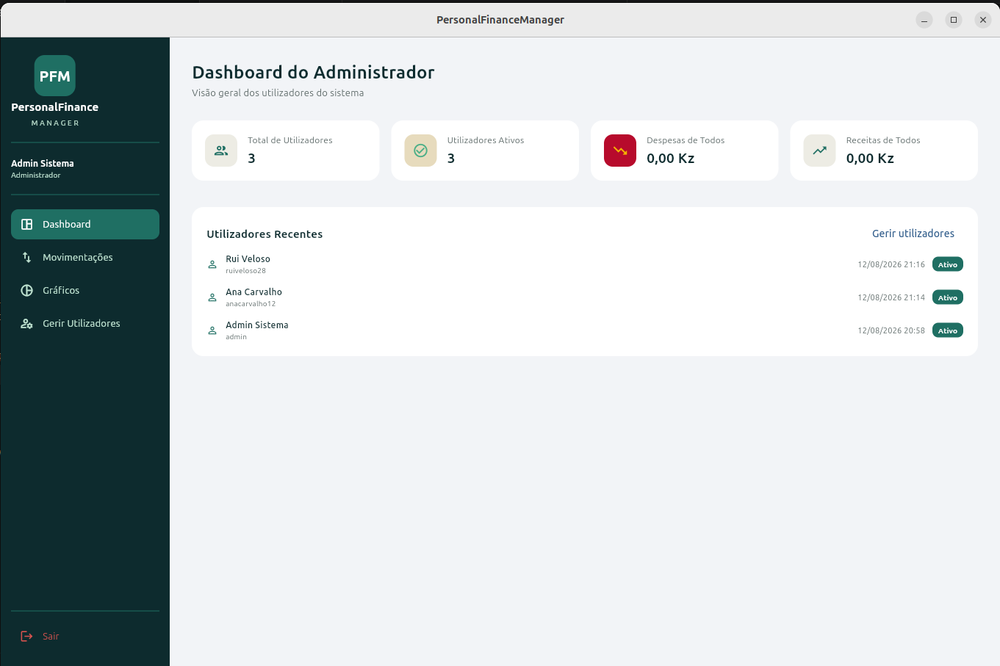 PersonalFinanceManager
PFM
PersonalFinance
MANAGER
Admin Sistema
Administrador
Dashboard
Movimentações
Gráficos
Gerir Utilizadores
Sair
Dashboard do Administrador
Visão geral dos utilizadores do sistema
Total de Utilizadores
3
Utilizadores Ativos
3
Despesas de Todos
0,00 Kz
Receitas de Todos
0,00 Kz
Utilizadores Recentes
Gerir utilizadores
Rui Veloso
ruiveloso28
12/08/2026 21:16
Ativo
Ana Carvalho
anacarvalho12
12/08/2026 21:14
Ativo
Admin Sistema
admin
12/08/2026 20:58
Ativo